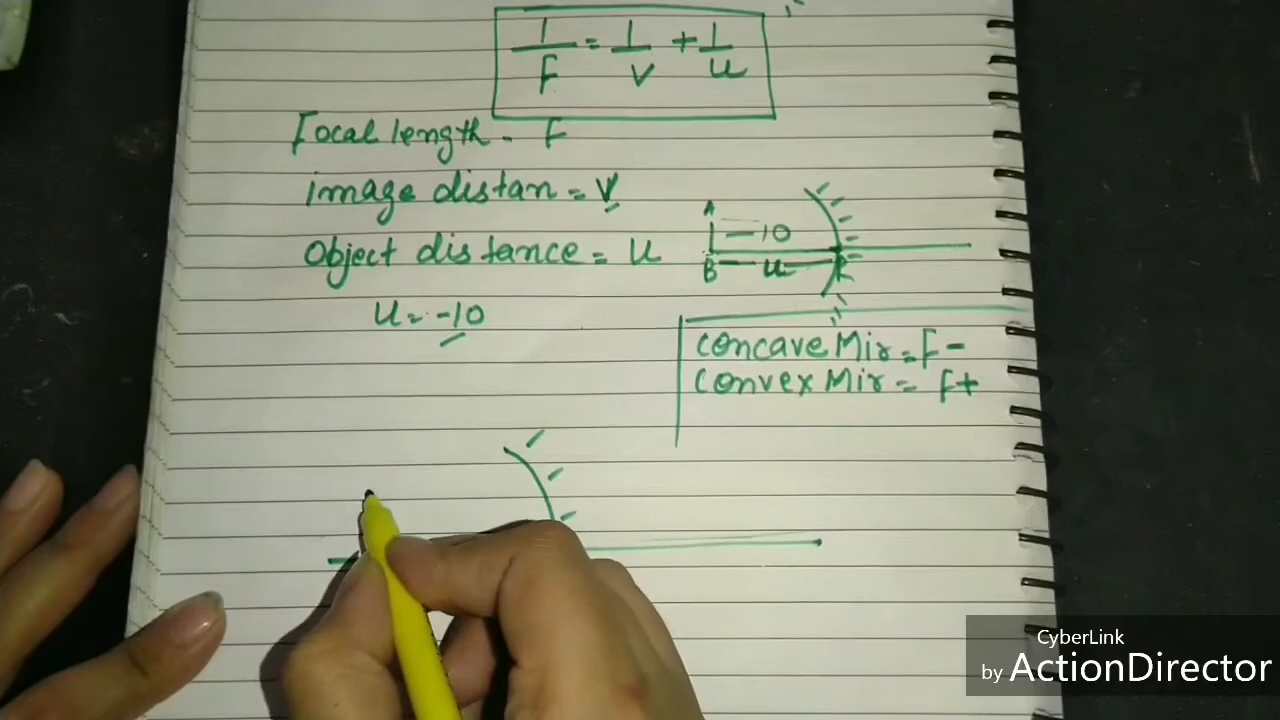 1/F = 1/V + 1/u
Focal length - F
image distan = V
Object distance = u
u = -10
A
-10
B u
Concave Mir = F -
Convex Mir = F+
CyberLink
by ActionDirector